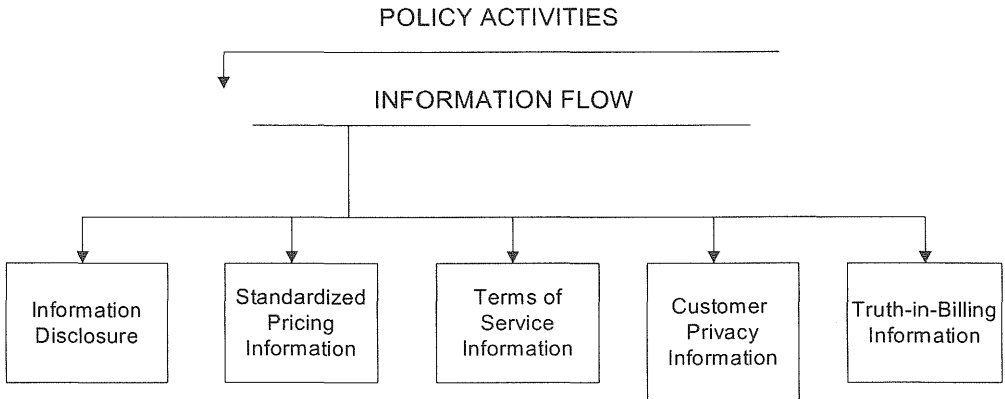 POLICY ACTIVITIES
INFORMATION FLOW
Information
Disclosure
Standardized
Pricing
Information
Terms of
Service
Information
Customer
Privacy
Information
Truth-in-Billing
Information